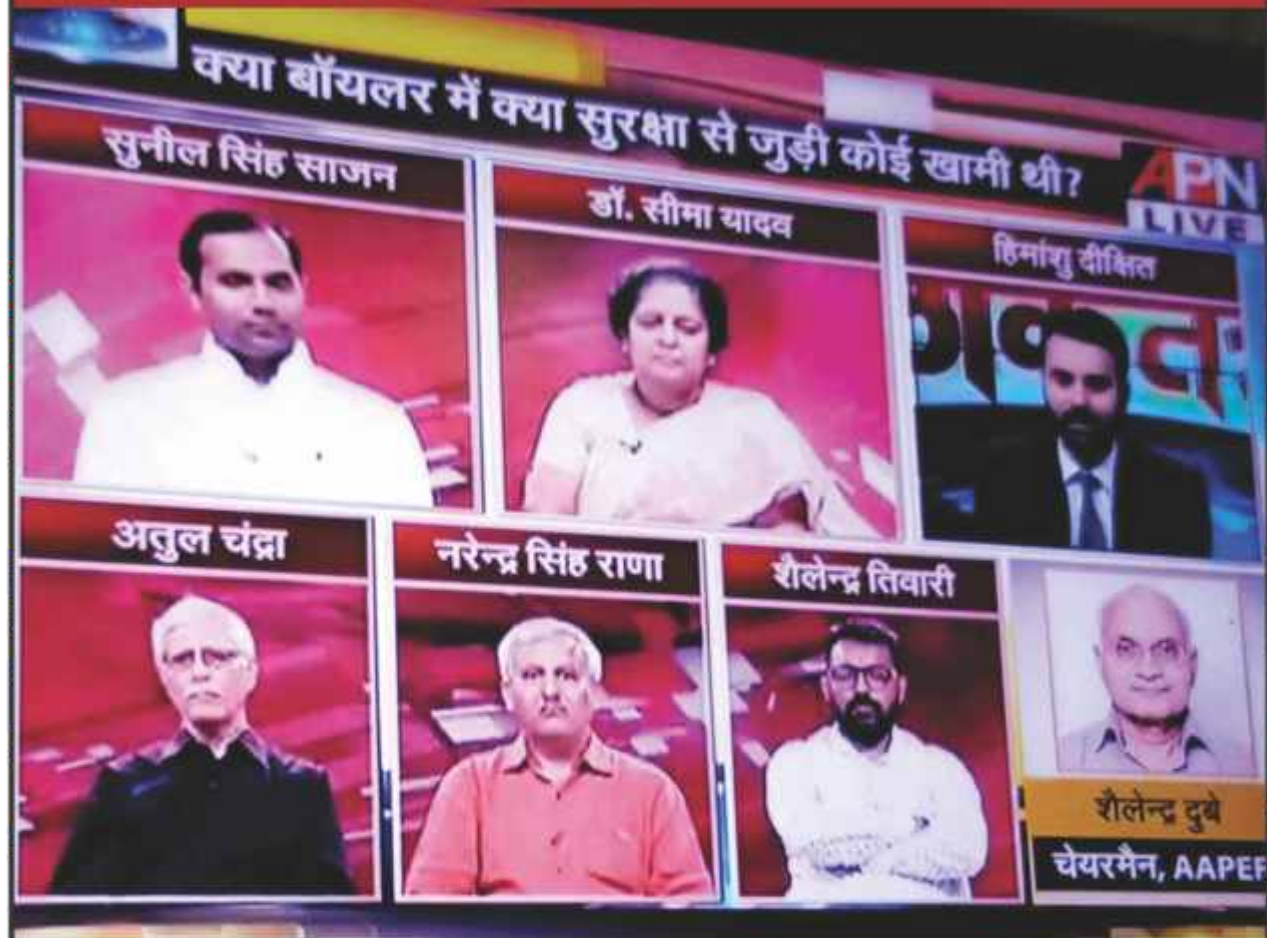 क्या बॉयलर में क्या सुरक्षा से जुड़ी कोई खामी थी?
APN
LIVE
सुनील सिंह साजन
डॉ. सीमा यादव
हिमांशु दीक्षित
अतुल चंद्रा
नरेन्द्र सिंह राणा
शैलेन्द्र तिवारी
शैलेन्द्र दुबे
चेयरमैन, AAPEF